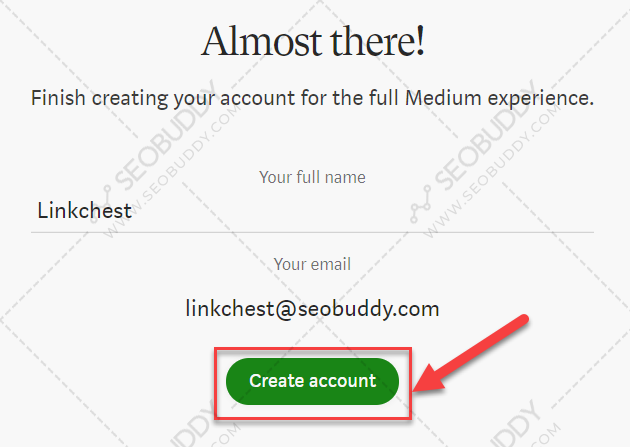 Almost there!
Finish creating your account for the full Medium experience.
SEOBUDDY
WWW.SEOBUDDY.COM
SEOBUDDY
WWW.SEOBUDDY.COM
Your full name
Linkchest
Your email
linkchest@seobuddy.com
Create account